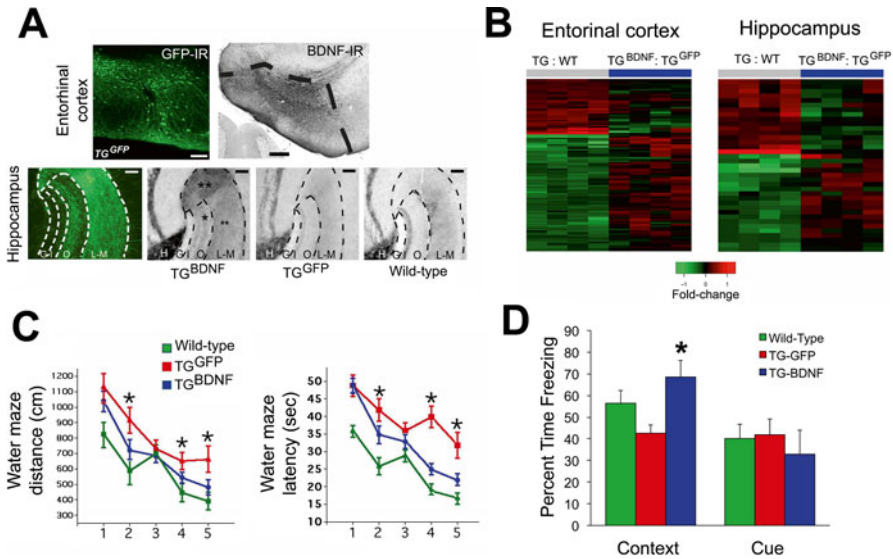 A
GFP-IR
BDNF-IR
Entorhinal
cortex
TG^GFP
Hippocampus
** 
*
**
G I O L-M
H G I O L-M
H G I O L-M
H G I O L-M
TG^BDNF
TG^GFP
Wild-type
B
Entorinal cortex
Hippocampus
TG : WT
TG^BDNF: TG^GFP
TG : WT
TG^BDNF: TG^GFP
-1 0 1
Fold-change
C
Wild-type
TG^GFP
TG^BDNF
Water maze
distance (cm)
1200
1100
1000
900
800
700
600
500
400
300
1 2 3 4 5
* * *
Water maze
latency (sec)
50
45
40
35
30
25
20
15
10
1 2 3 4 5
* * *
D
Wild-Type
TG-GFP
TG-BDNF
Percent Time Freezing
90
80
70
60
50
40
30
20
10
0
*
Context
Cue